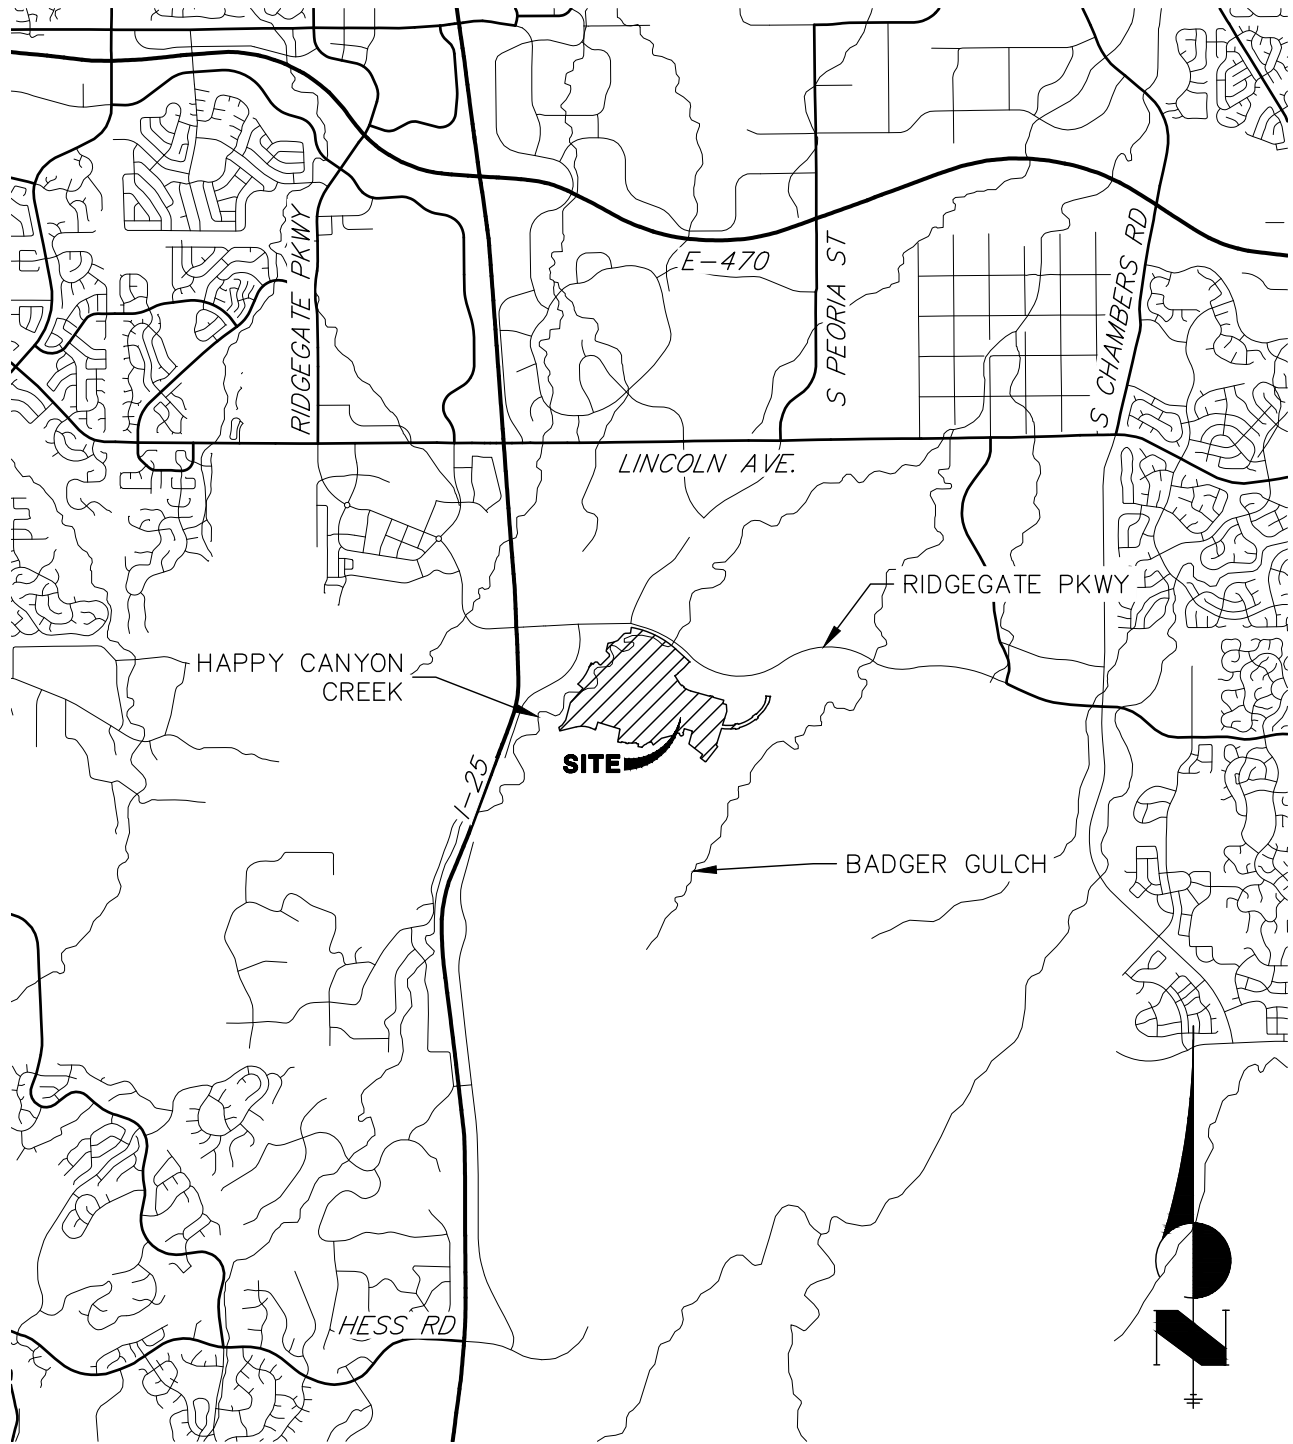 RIDGEGATE PKWY
E-470
S PEORIA ST
S CHAMBERS RD
LINCOLN AVE.
RIDGEGATE PKWY
HAPPY CANYON
CREEK
SITE
I-25
BADGER GULCH
HESS RD
N